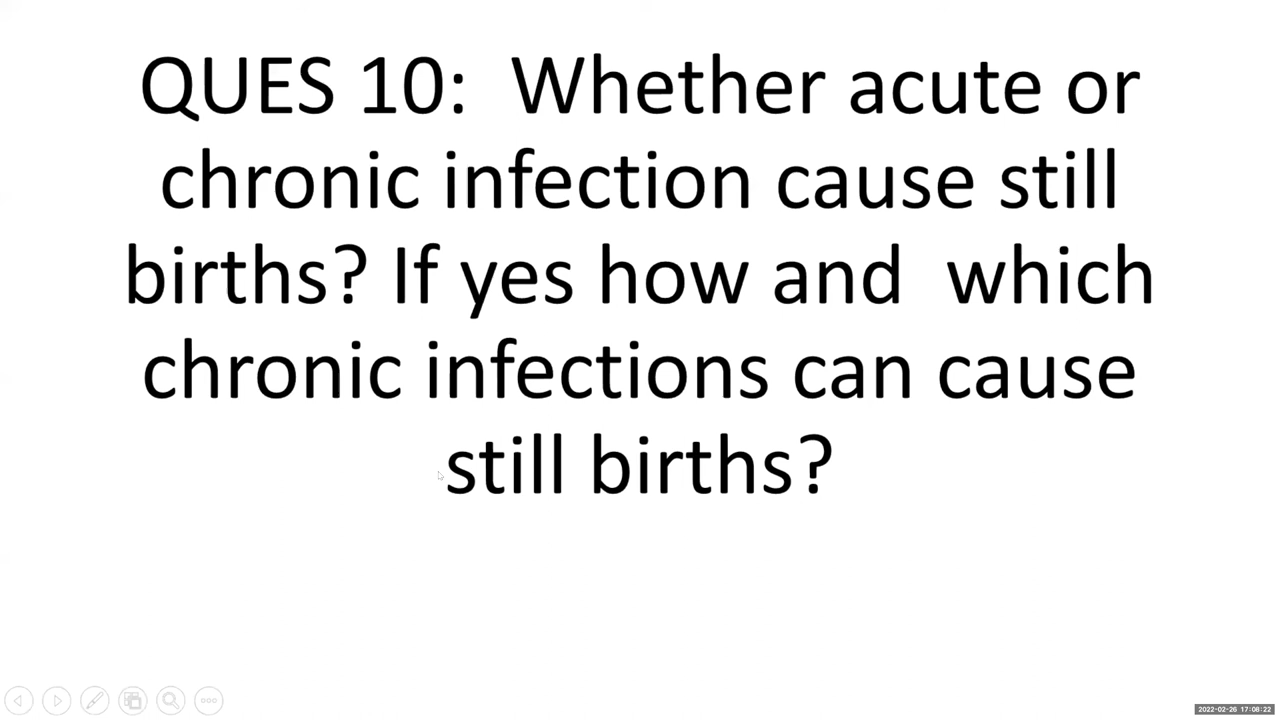 QUES 10:  Whether acute or
chronic infection cause still
births? If yes how and  which
chronic infections can cause
still births?
2022-02-26 17:08:22